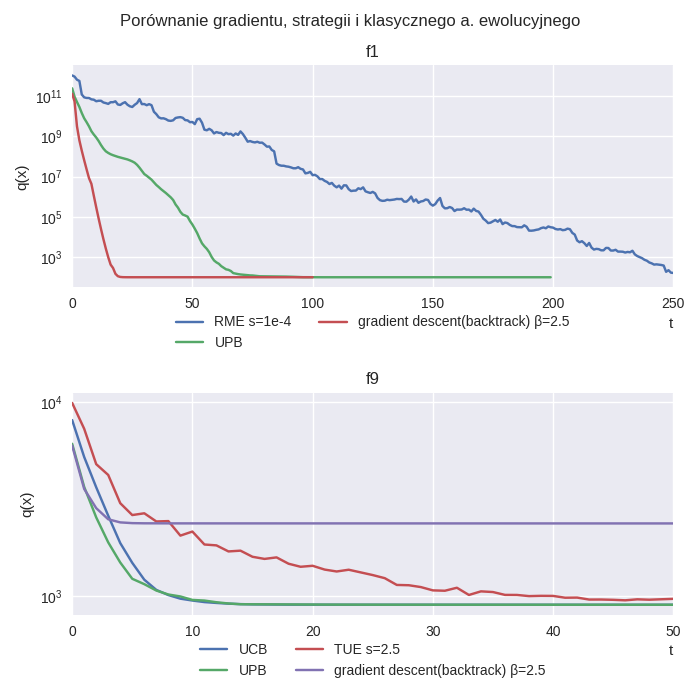 Porównanie gradientu, strategii i klasycznego a. ewolucyjnego
f1
10^11
10^9
10^7
10^5
10^3
q(x)
0 50 100 150 200 250
t
RME s=1e-4 gradient descent(backtrack) β=2.5
UPB
f9
10^4
10^3
q(x)
0 10 20 30 40 50
t
UCB TUE s=2.5
UPB gradient descent(backtrack) β=2.5